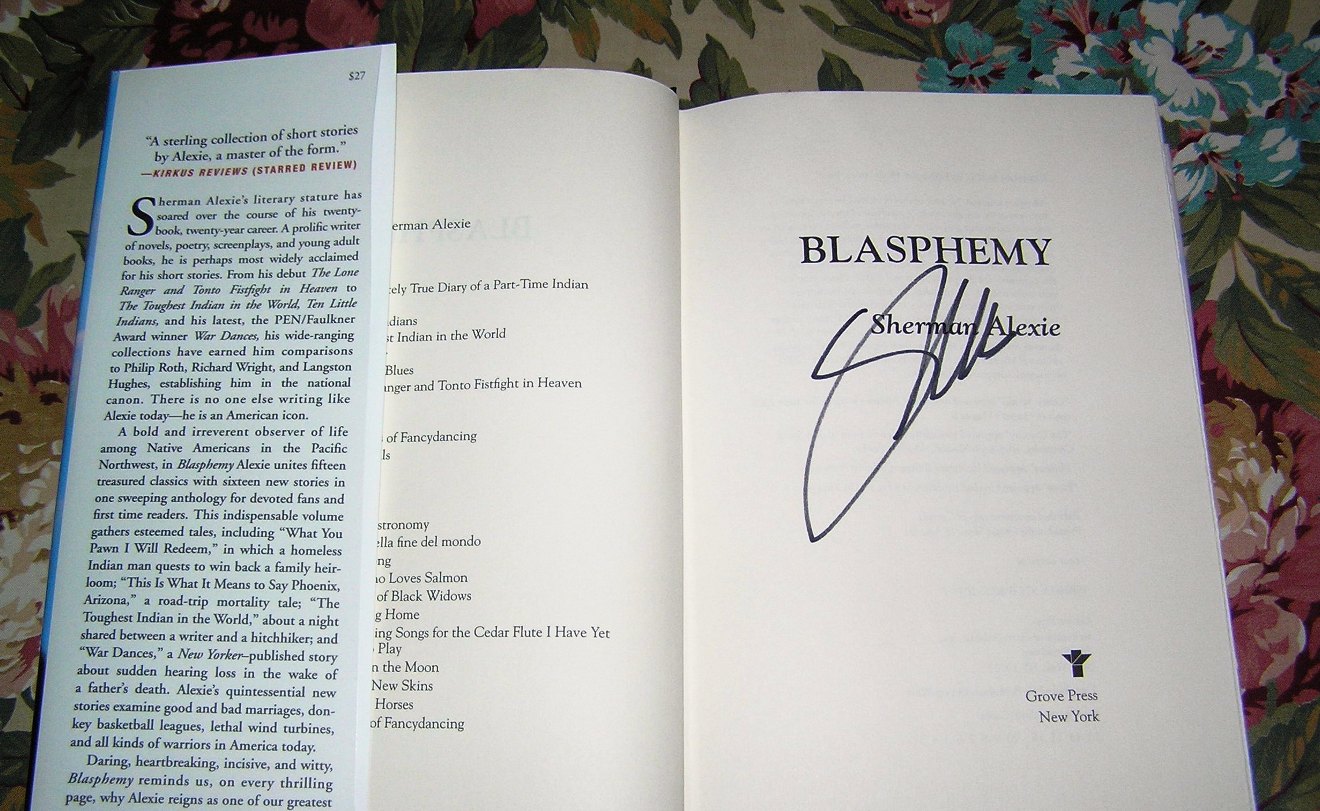 $27
“A sterling collection of short stories
by Alexie, a master of the form.”
—KIRKUS REVIEWS (STARRED REVIEW)
Sherman Alexie’s literary stature has
soared over the course of his twenty-
book, twenty-year career. A prolific writer
of novels, poetry, screenplays, and young adult
books, he is perhaps most widely acclaimed
for his short stories. From his debut The Lone
Ranger and Tonto Fistfight in Heaven to
The Toughest Indian in the World, Ten Little
Indians, and his latest, the PEN/Faulkner
Award winner War Dances, his wide-ranging
collections have earned him comparisons
to Philip Roth, Richard Wright, and Langston
Hughes, establishing him in the national
canon. There is no one else writing like
Alexie today—he is an American icon.
A bold and irreverent observer of life
among Native Americans in the Pacific
Northwest, in Blasphemy Alexie unites fifteen
treasured classics with sixteen new stories in
one sweeping anthology for devoted fans and
first time readers. This indispensable volume
gathers esteemed tales, including “What You
Pawn I Will Redeem,” in which a homeless
Indian man quests to win back a family heir-
loom; “This Is What It Means to Say Phoenix,
Arizona,” a road-trip mortality tale; “The
Toughest Indian in the World,” about a night
shared between a writer and a hitchhiker; and
“War Dances,” a New Yorker–published story
about sudden hearing loss in the wake of
a father’s death. Alexie’s quintessential new
stories examine good and bad marriages, don-
key basketball leagues, lethal wind turbines,
and all kinds of warriors in America today.
Daring, heartbreaking, incisive, and witty,
Blasphemy reminds us, on every thrilling
page, why Alexie reigns as one of our greatest
erman Alexie
ely True Diary of a Part-Time Indian
dians
st Indian in the World
Blues
nger and Tonto Fistfight in Heaven
of Fancydancing
ls
stronomy
ella fine del mondo
ng
o Loves Salmon
of Black Widows
g Home
ing Songs for the Cedar Flute I Have Yet
Play
n the Moon
New Skins
Horses
of Fancydancing
BLASPHEMY
Sherman Alexie
Grove Press
New York